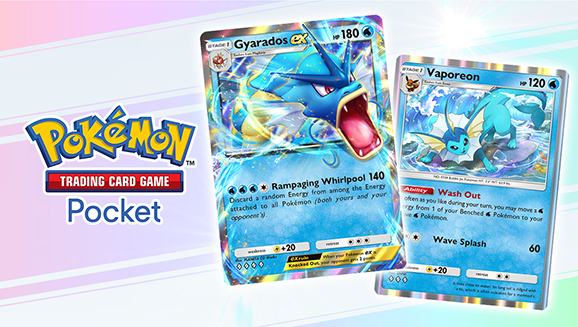 POKéMON
TM
TRADING CARD GAME
Pocket
STAGE 1
Gyarados ex
HP 180
Rampaging Whirlpool 140
Discard a random Energy from among the Energy
attached to all Pokémon (both yours and your
opponent's).
weakness +20 retreat
ex rule When your Pokémon ex is
Knocked Out, your opponent gets 2 points.
STAGE 1
Vaporeon
HP 120
Ability Wash Out
often as you like during your turn, you may move a
Energy from 1 of your Benched Pokémon to your
Pokémon.
Wave Splash 60
weakness +20 retreat